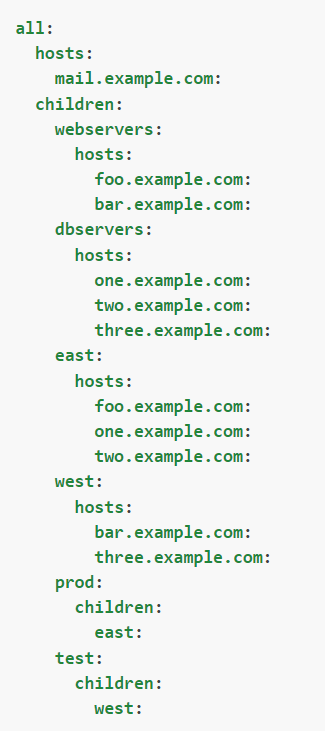 all:
  hosts:
    mail.example.com:
  children:
    webservers:
      hosts:
        foo.example.com:
        bar.example.com:
    dbservers:
      hosts:
        one.example.com:
        two.example.com:
        three.example.com:
    east:
      hosts:
        foo.example.com:
        one.example.com:
        two.example.com:
    west:
      hosts:
        bar.example.com:
        three.example.com:
    prod:
      children:
        east:
    test:
      children:
        west: